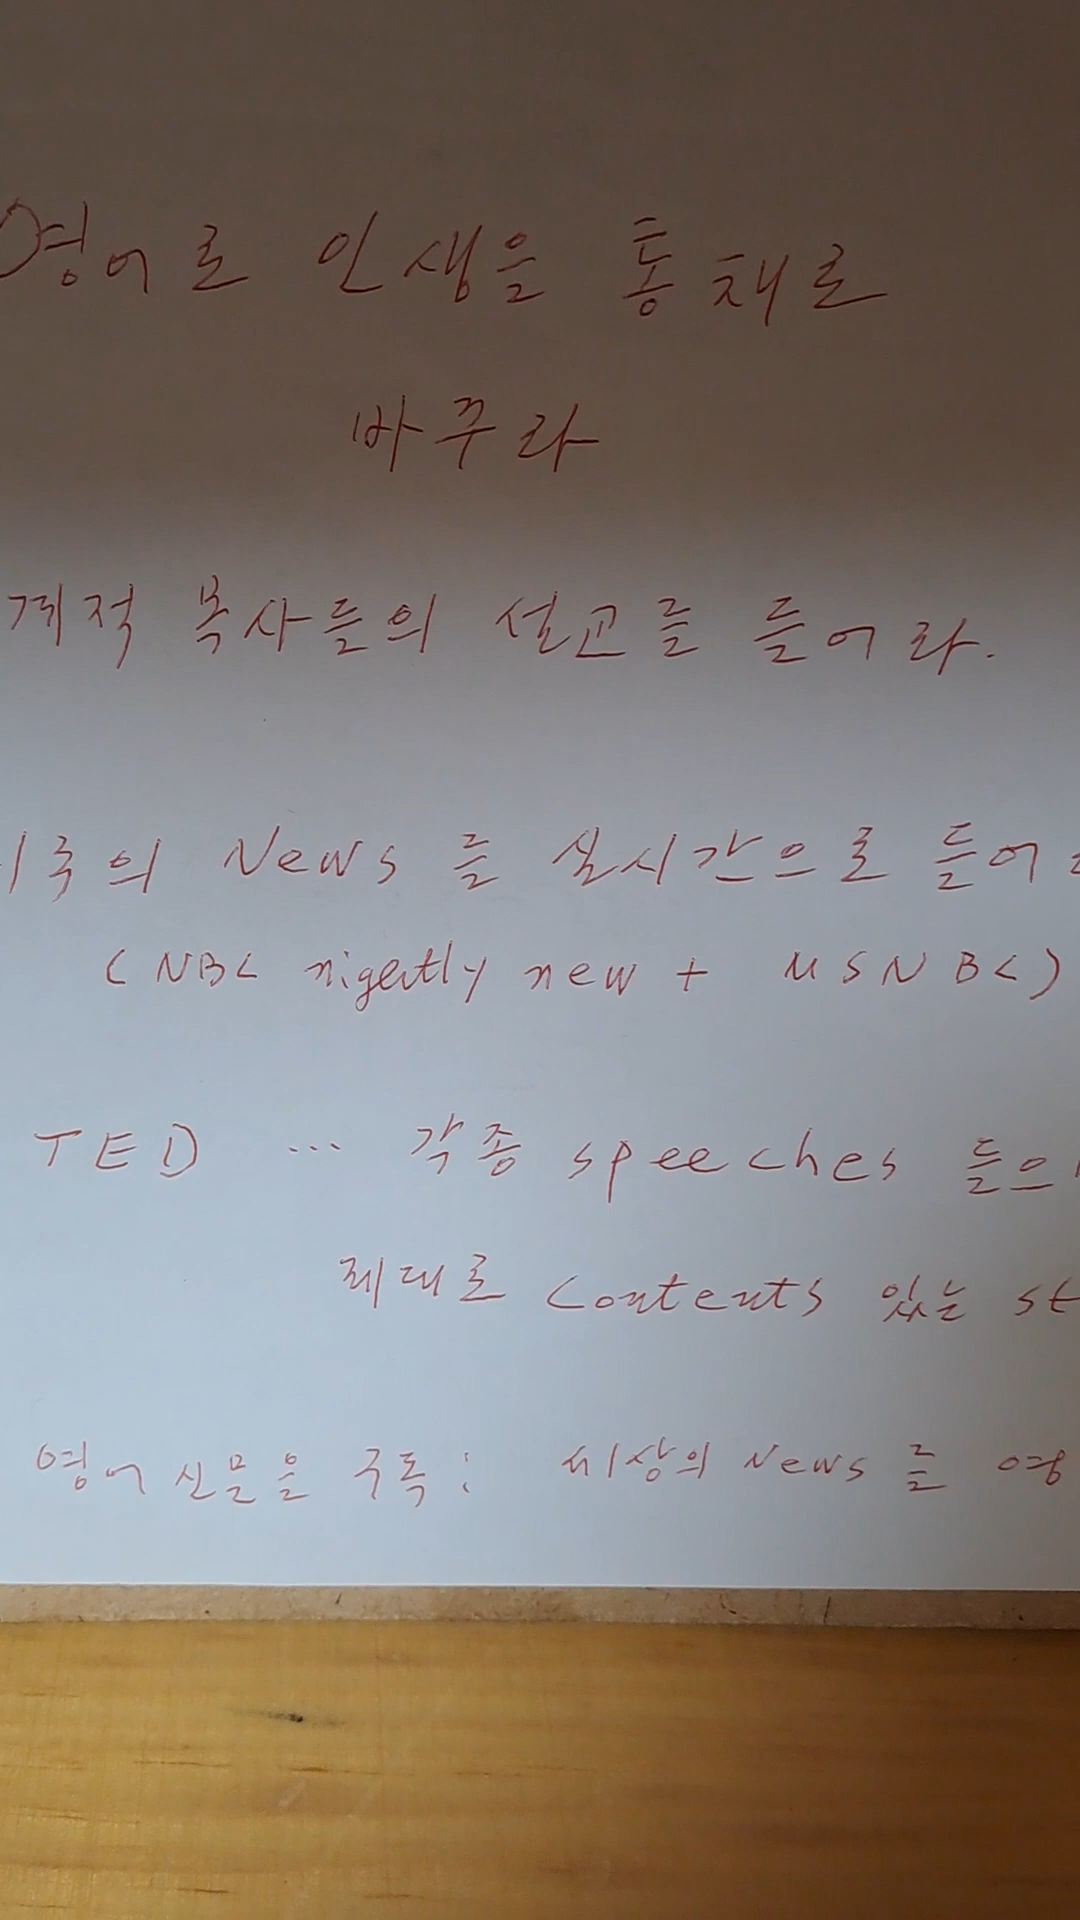 영어로 인생을 통채로
바꾸라
계적 목사들의 설교를 들어라.
국의 News 를 실시간으로 들어
(NBC nigertly new + MSNBC)
TED ... 각종 speeches 들으
제대로 Contents 있는 st
영어신문을 구독 : 세상의 News 를 영